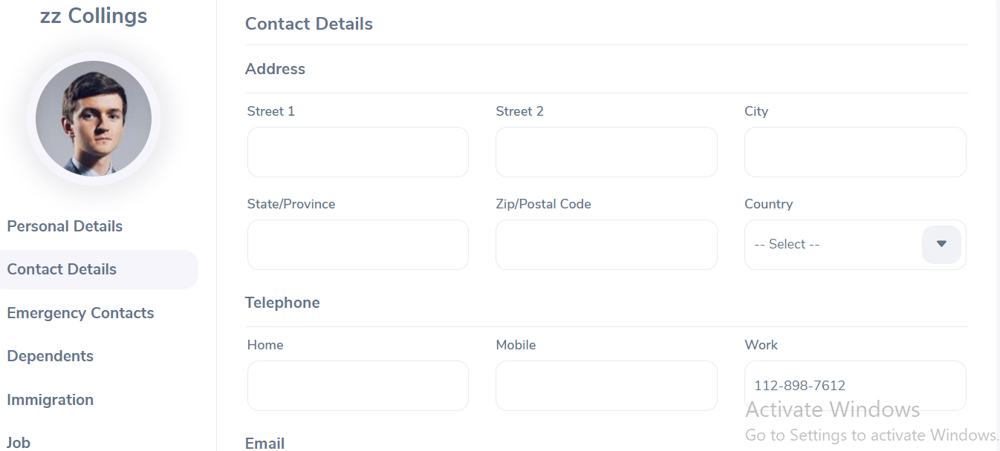 zz Collings
Personal Details
Contact Details
Emergency Contacts
Dependents
Immigration
Job
Contact Details
Address
Street 1 Street 2 City
State/Province Zip/Postal Code Country
-- Select --
Telephone
Home Mobile Work
112-898-7612
Activate Windows
Go to Settings to activate Windows.
Email